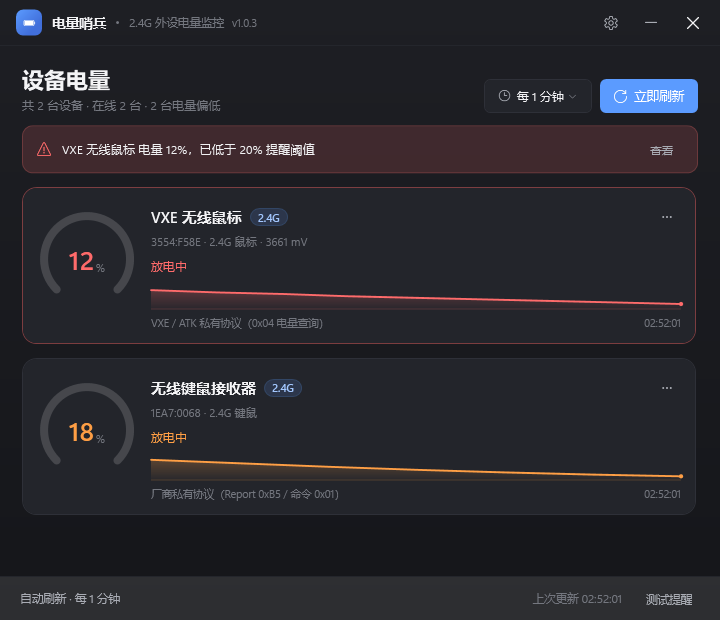 电量哨兵 · 2.4G 外设电量监控 v1.0.3
设备电量
共 2 台设备 · 在线 2 台 · 2 台电量偏低
每 1 分钟
立即刷新
VXE 无线鼠标 电量 12%，已低于 20% 提醒阈值
查看
12%
VXE 无线鼠标 2.4G
3554:F58E · 2.4G 鼠标 · 3661 mV
放电中
VXE / ATK 私有协议（0x04 电量查询） 02:52:01
18%
无线键鼠接收器 2.4G
1EA7:0068 · 2.4G 键鼠
放电中
厂商私有协议（Report 0xB5 / 命令 0x01） 02:52:01
自动刷新 · 每 1 分钟
上次更新 02:52:01
测试提醒